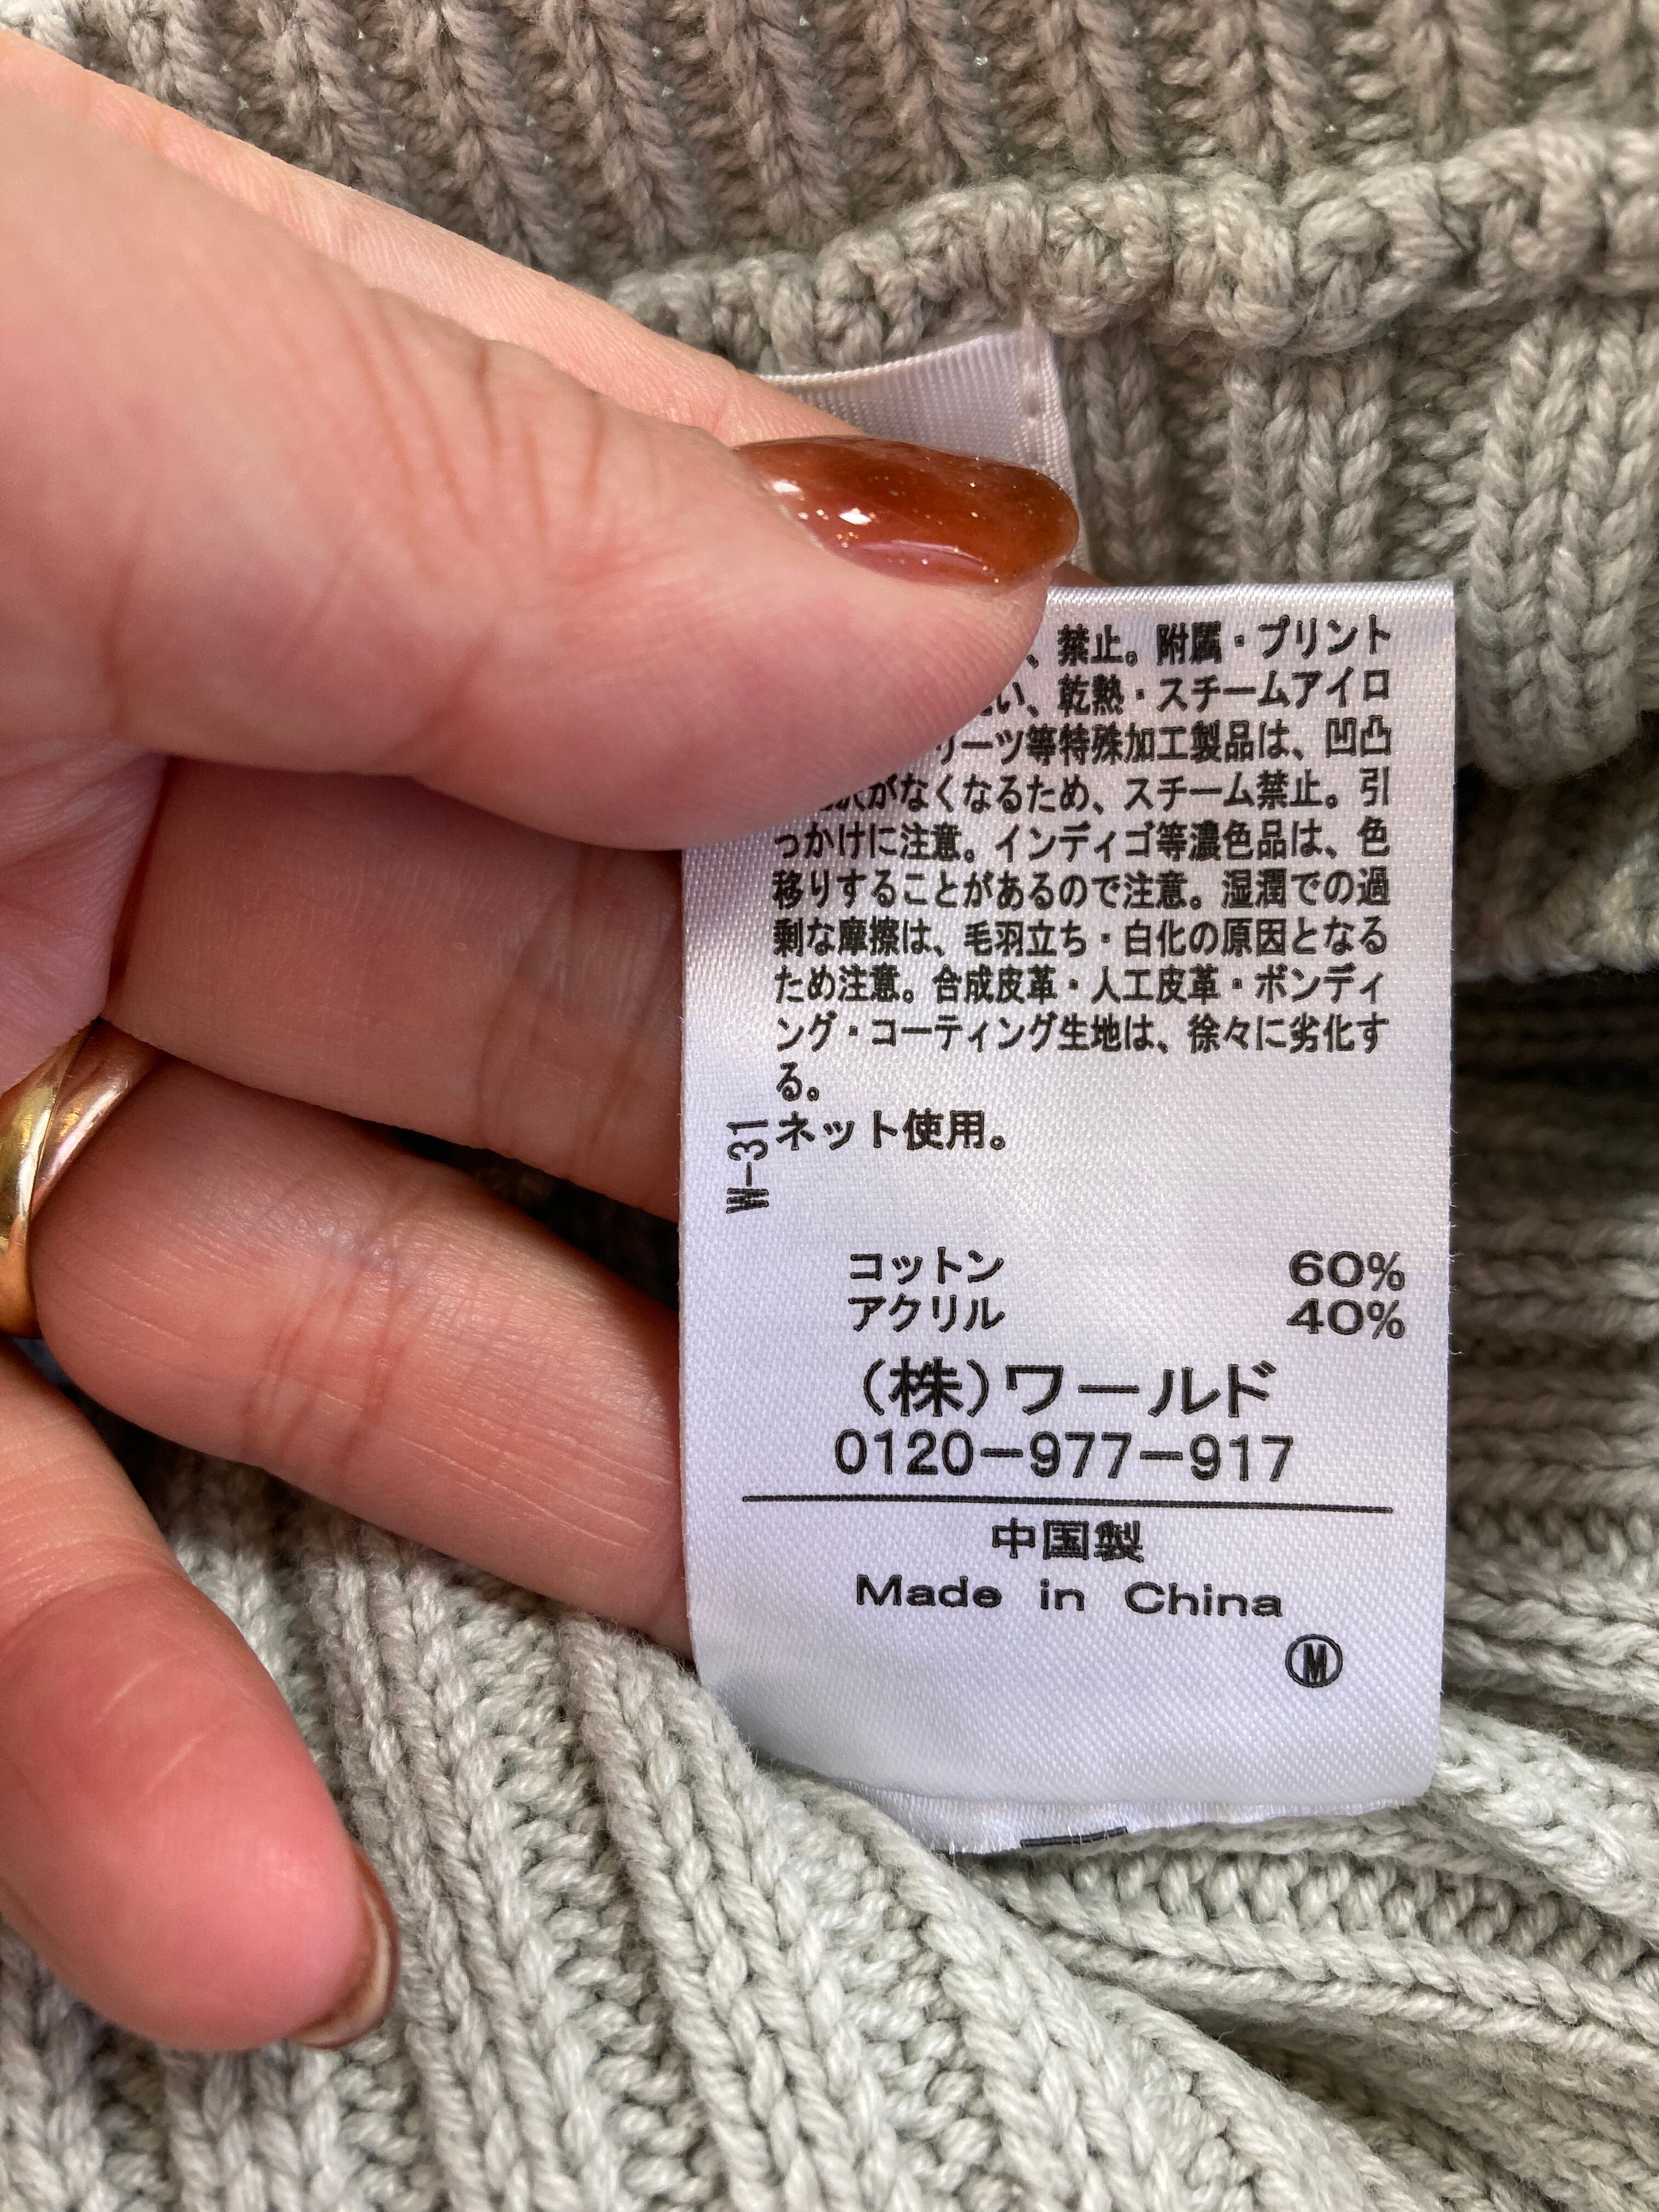 、禁止。附属・プリント
い、乾熱・スチームアイロ
リーツ等特殊加工製品は、凹凸
がなくなるため、スチーム禁止。引
っかけに注意。インディゴ等濃色品は、色
移りすることがあるので注意。湿潤での過
剰な摩擦は、毛羽立ち・白化の原因となる
ため注意。合成皮革・人工皮革・ボンディ
ング・コーティング生地は、徐々に劣化す
る。
ネット使用。
W-31
コットン 60%
アクリル 40%
(株)ワールド
0120-977-917
中国製
Made in China
Ⓜ